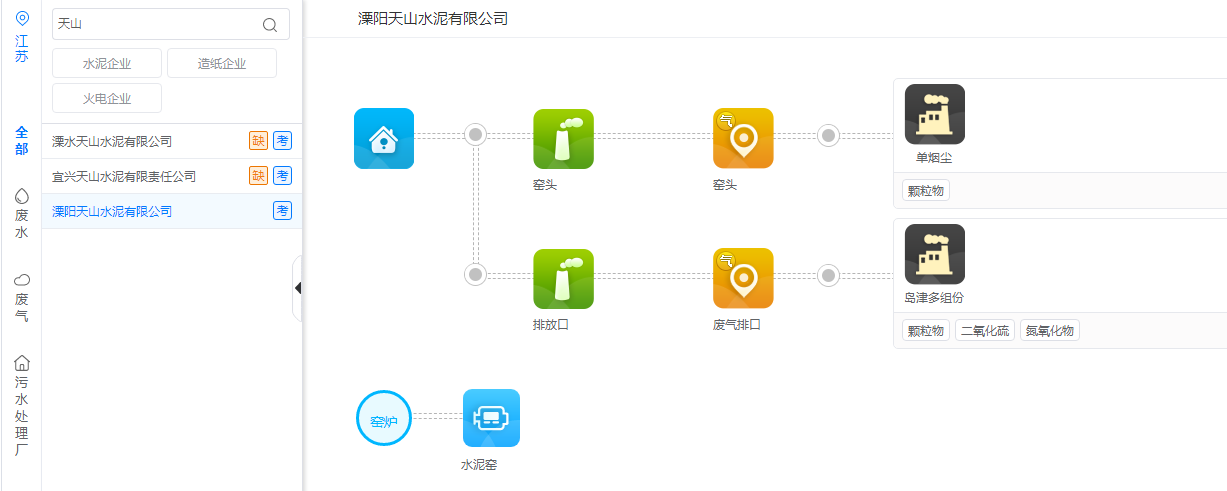 江苏
全部
废水
废气
污水处理厂
天山
水泥企业
造纸企业
火电企业
溧水天山水泥有限公司 缺 考
宜兴天山水泥有限责任公司 缺 考
溧阳天山水泥有限公司 考
溧阳天山水泥有限公司
气
窑头
窑头
单烟尘
颗粒物
气
排放口
废气排口
岛津多组份
颗粒物 二氧化硫 氮氧化物
窑炉
水泥窑